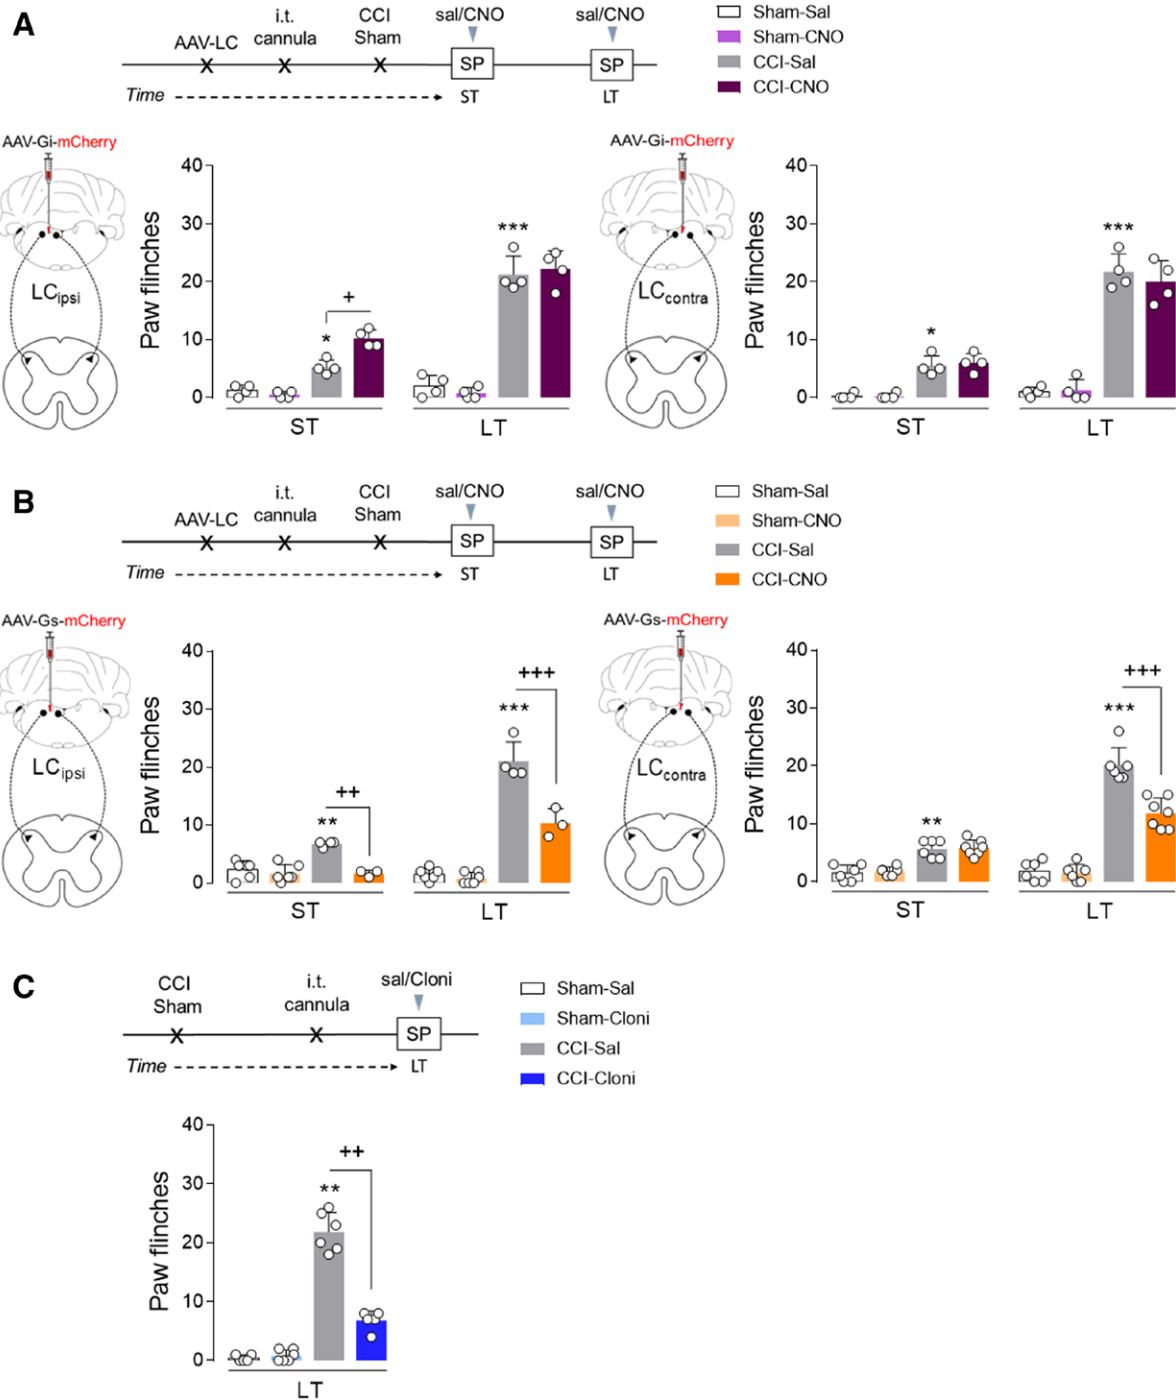 A
AAV-LC
i.t.
cannula
CCI
Sham
sal/CNO
sal/CNO
SP
SP
Time
ST
LT
Sham-Sal
Sham-CNO
CCI-Sal
CCI-CNO
AAV-Gi-mCherry
LCipsi
Paw flinches
40
30
20
10
0
*
+
***
ST
LT
AAV-Gi-mCherry
LCcontra
Paw flinches
40
30
20
10
0
*
***
ST
LT
B
AAV-LC
i.t.
cannula
CCI
Sham
sal/CNO
sal/CNO
SP
SP
Time
ST
LT
Sham-Sal
Sham-CNO
CCI-Sal
CCI-CNO
AAV-Gs-mCherry
LCipsi
Paw flinches
40
30
20
10
0
**
++
***
+++
ST
LT
AAV-Gs-mCherry
LCcontra
Paw flinches
40
30
20
10
0
**
***
+++
ST
LT
C
CCI
Sham
i.t.
cannula
sal/Cloni
SP
Time
LT
Sham-Sal
Sham-Cloni
CCI-Sal
CCI-Cloni
Paw flinches
40
30
20
10
0
**
++
LT